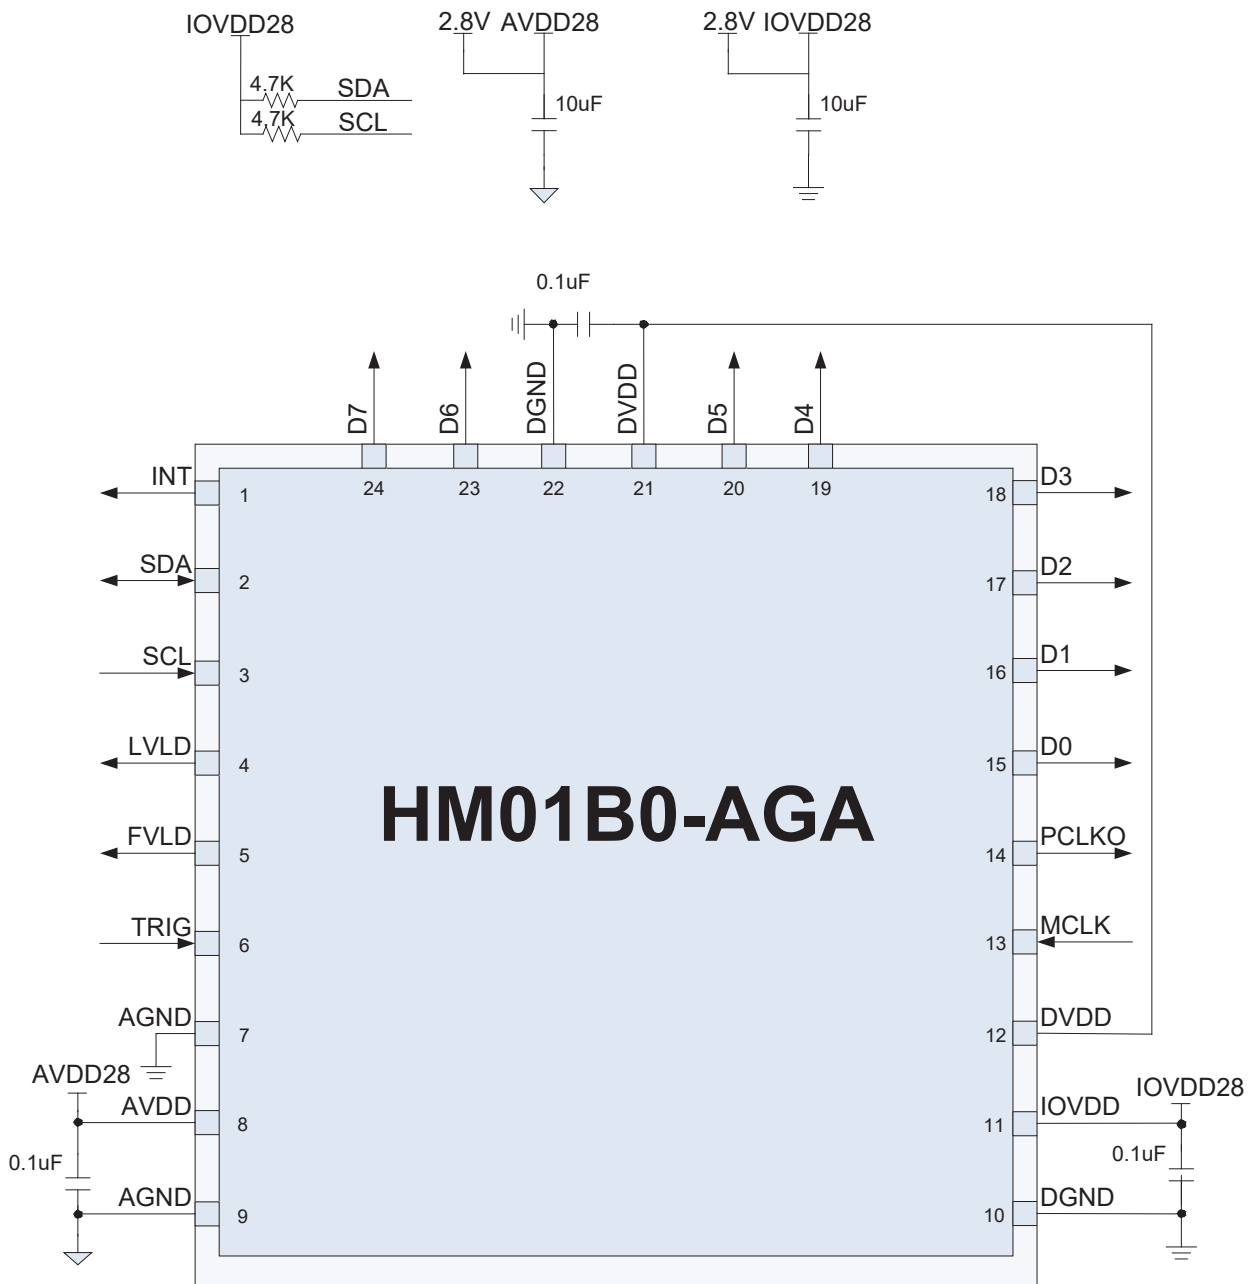 IOVDD28
4.7K
SDA
4.7K
SCL
2.8V AVDD28
10uF
2.8V IOVDD28
10uF
0.1uF
D7
D6
DGND
DVDD
D5
D4
24
23
22
21
20
19
INT
1
SDA
2
SCL
3
LVLD
4
FVLD
5
TRIG
6
AGND
7
AVDD28
AVDD
8
0.1uF
AGND
9
HM01B0-AGA
18
D3
17
D2
16
D1
15
D0
14
PCLKO
13
MCLK
12
DVDD
IOVDD28
11
IOVDD
0.1uF
10
DGND